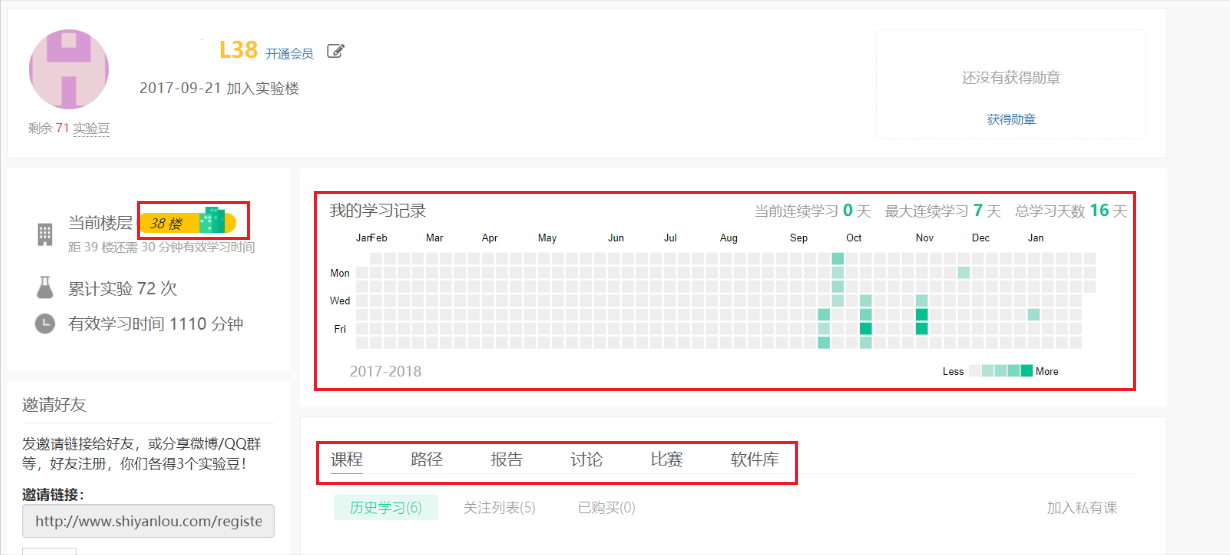 L38 开通会员
2017-09-21 加入实验楼
剩余 71 实验豆
还没有获得勋章
获得勋章
当前楼层 38 楼
距 39 楼还需 30 分钟有效学习时间
累计实验 72 次
有效学习时间 1110 分钟
邀请好友
发邀请链接给好友，或分享微博/QQ群
等，好友注册，你们各得3个实验豆！
邀请链接：
http://www.shiyanlou.com/registe
我的学习记录 当前连续学习 0 天 最大连续学习 7 天 总学习天数 16 天
Jan Feb Mar Apr May Jun Jul Aug Sep Oct Nov Dec Jan
Mon
Wed
Fri
2017-2018 Less More
课程 路径 报告 讨论 比赛 软件库
历史学习(6) 关注列表(5) 已购买(0) 加入私有课